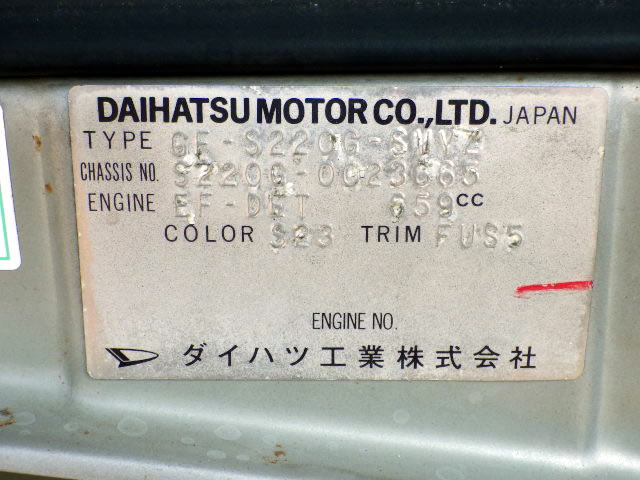 DAIHATSU MOTOR CO., LTD. JAPAN
TYPE GF-S220G-SMVZ
CHASSIS NO. S220G-0023665
ENGINE EF-DET 659CC
COLOR S23 TRIM FUS5
ENGINE NO.
ダイハツ工業株式会社